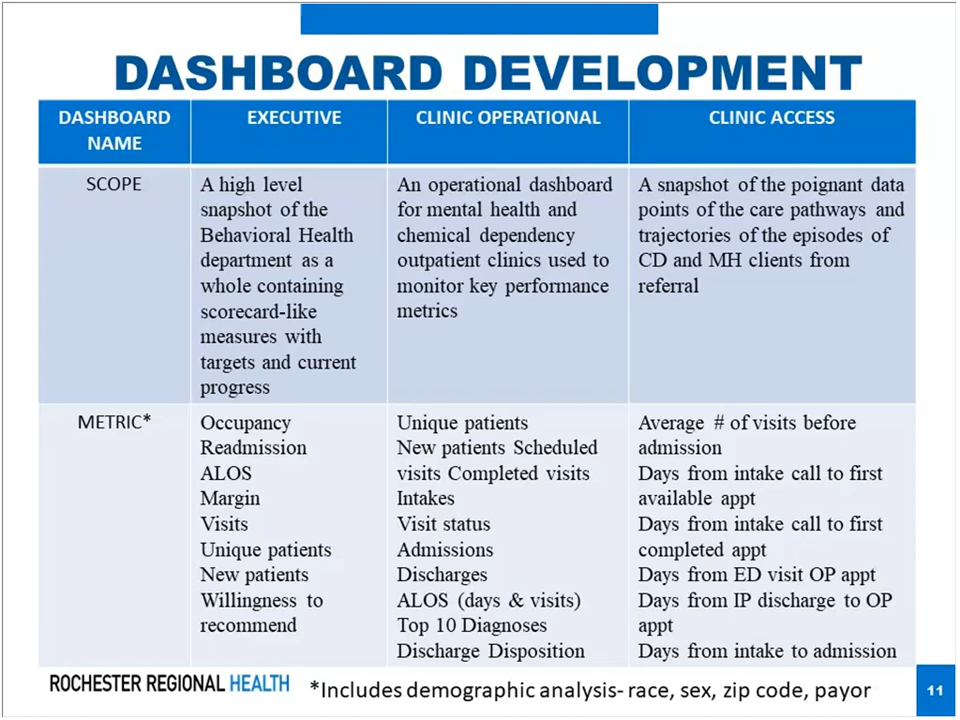 DASHBOARD DEVELOPMENT
DASHBOARD
NAME
EXECUTIVE
CLINIC OPERATIONAL
CLINIC ACCESS
SCOPE
A high level
snapshot of the
Behavioral Health
department as a
whole containing
scorecard-like
measures with
targets and current
progress
An operational dashboard
for mental health and
chemical dependency
outpatient clinics used to
monitor key performance
metrics
A snapshot of the poignant data
points of the care pathways and
trajectories of the episodes of
CD and MH clients from
referral
METRIC*
Occupancy
Readmission
ALOS
Margin
Visits
Unique patients
New patients
Willingness to
recommend
Unique patients
New patients Scheduled
visits Completed visits
Intakes
Visit status
Admissions
Discharges
ALOS (days & visits)
Top 10 Diagnoses
Discharge Disposition
Average # of visits before
admission
Days from intake call to first
available appt
Days from intake call to first
completed appt
Days from ED visit OP appt
Days from IP discharge to OP
appt
Days from intake to admission
ROCHESTER REGIONAL HEALTH
*Includes demographic analysis- race, sex, zip code, payor
11